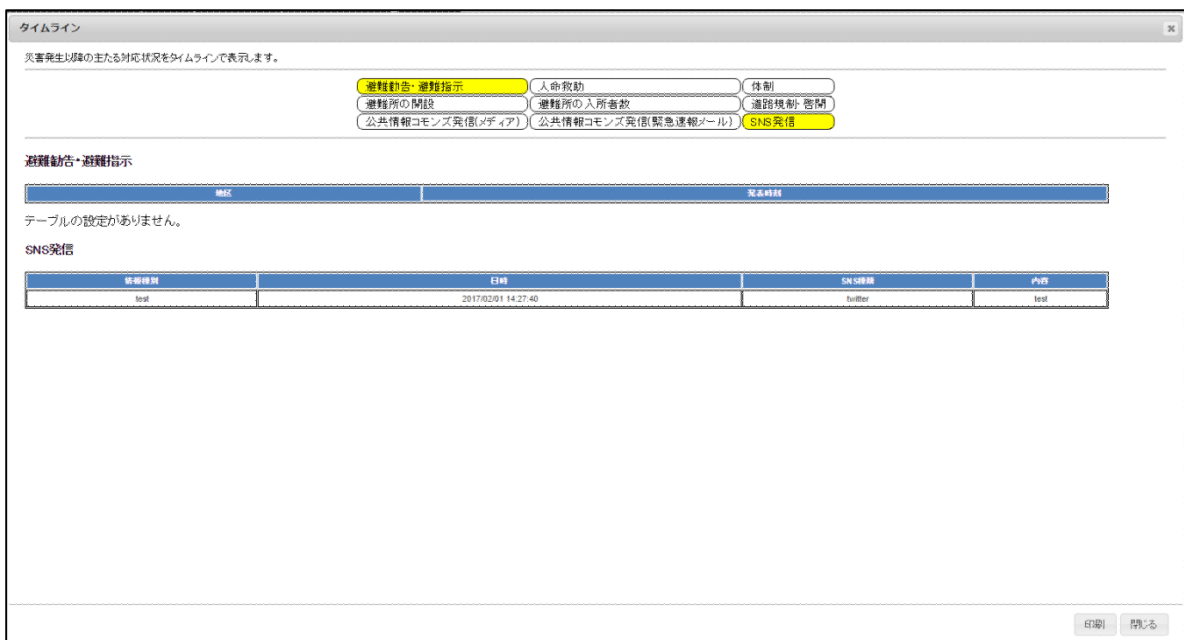 タイムライン
災害発生以降の主たる対応状況をタイムラインで表示します。
避難勧告・避難指示 人命救助 体制
避難所の開設 避難所の入所者数 道路規制・啓開
公共情報コモンズ発信(メディア) 公共情報コモンズ発信(緊急速報メール) SNS発信
避難勧告・避難指示
地区 発表時刻
テーブルの設定がありません。
SNS発信
情報種別 日時 SNS種類 内容
test 2017/02/01 14:27:40 twitter test
印刷 閉じる